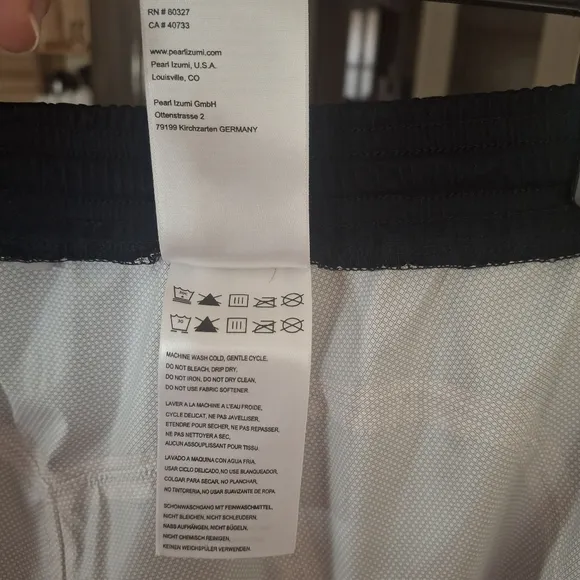 RN # 60327
CA # 40733
www.pearlizumi.com
Pearl Izumi, U.S.A.
Louisville, CO
Pearl Izumi GmbH
Ottenstrasse 2
79199 Kirchzarten GERMANY
30
MACHINE WASH COLD, GENTLE CYCLE.
DO NOT BLEACH, DRIP DRY.
DO NOT IRON, DO NOT DRY CLEAN,
DO NOT USE FABRIC SOFTENER
LAVER A LA MACHINE A L'EAU FROIDE,
CYCLE DELICAT, NE PAS JAVELLISER,
ETENDRE POUR SECHER, NE PAS REPASSER,
NE PAS NETTOYER A SEC,
AUCUN ASSOUPLISSANT POUR TISSU.
LAVADO A MAQUINA CON AQUA FRIA,
USAR CICLO DELICADO, NO USE BLANQUEADOR,
COLGAR PARA SECAR, NO PLANCHAR,
NO TINTORERIA, NO USAR SUAVIZANTE DE ROPA
SCHONWASCHGANG MIT FEINWASCHMITTEL,
NICHT BLEICHEN, NICHT SCHLEUDERN,
NASS AUFHÄNGEN, NICHT BÜGELN,
NICHT CHEMISCH REINIGEN,
KEINEN WEICHSPÜLER VERWENDEN